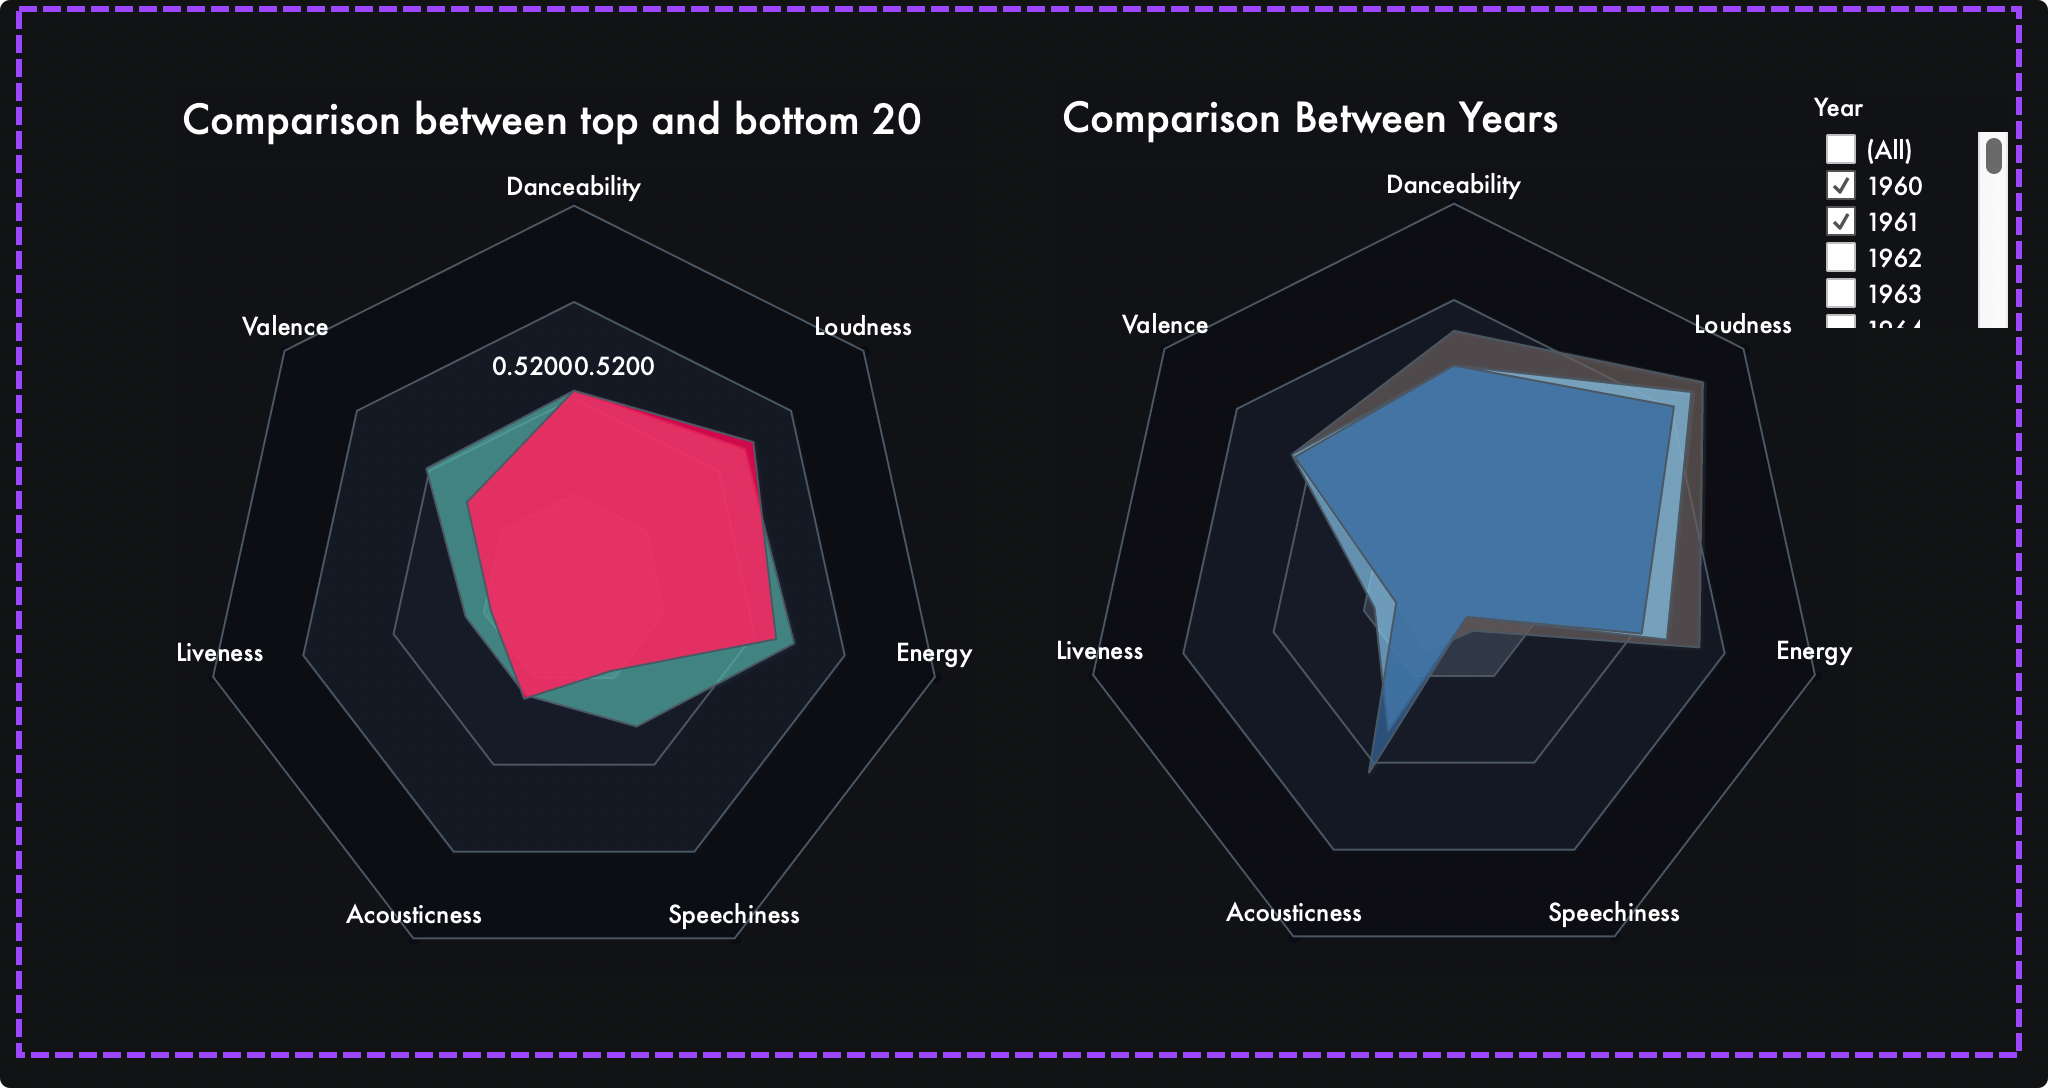 Comparison between top and bottom 20
Danceability
Valence
Loudness
0.52000.5200
Liveness
Energy
Acousticness
Speechiness
Comparison Between Years
Danceability
Valence
Loudness
Liveness
Energy
Acousticness
Speechiness
Year
(All)
1960
1961
1962
1963